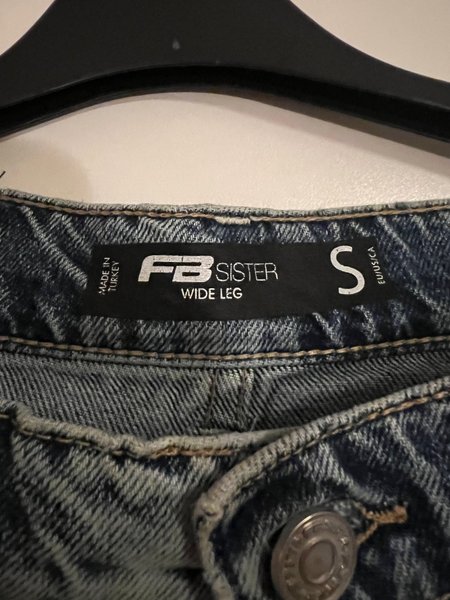 MADE IN
TURKEY
FB SISTER
WIDE LEG
S
EU/US/CA